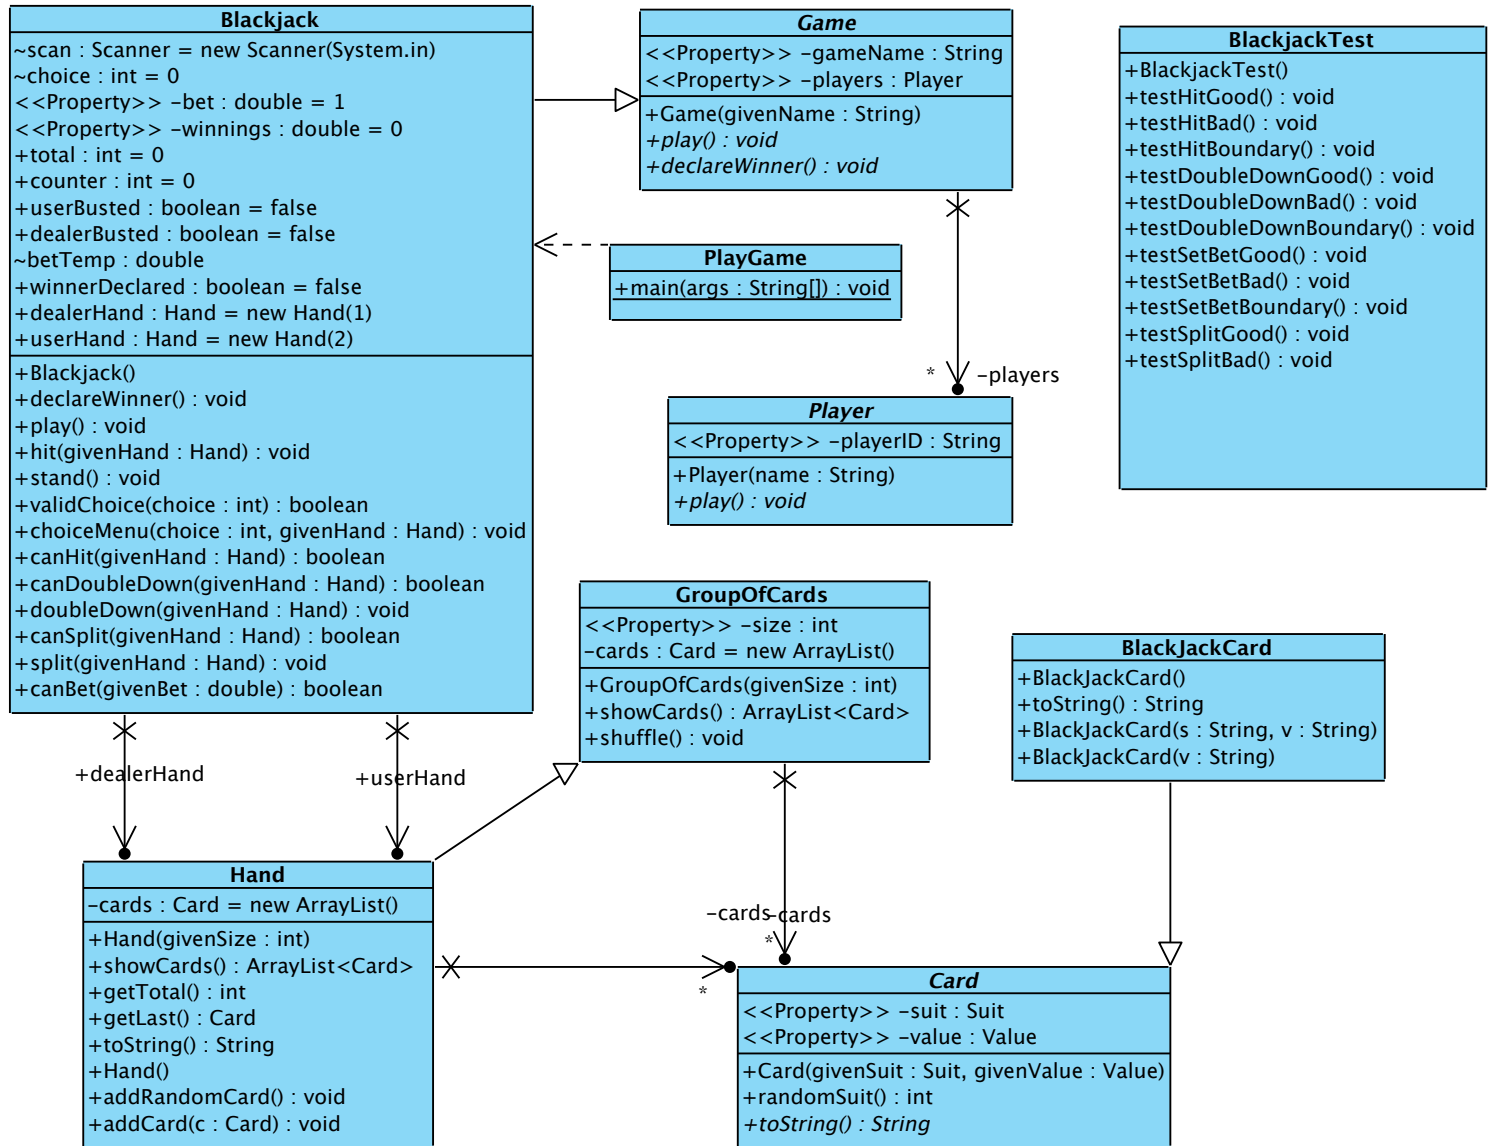 Blackjack
~scan : Scanner = new Scanner(System.in)
~choice : int = 0
<<Property>> -bet : double = 1
<<Property>> -winnings : double = 0
+total : int = 0
+counter : int = 0
+userBusted : boolean = false
+dealerBusted : boolean = false
~betTemp : double
+winnerDeclared : boolean = false
+dealerHand : Hand = new Hand(1)
+userHand : Hand = new Hand(2)
+Blackjack()
+declareWinner() : void
+play() : void
+hit(givenHand : Hand) : void
+stand() : void
+validChoice(choice : int) : boolean
+choiceMenu(choice : int, givenHand : Hand) : void
+canHit(givenHand : Hand) : boolean
+canDoubleDown(givenHand : Hand) : boolean
+doubleDown(givenHand : Hand) : void
+canSplit(givenHand : Hand) : boolean
+split(givenHand : Hand) : void
+canBet(givenBet : double) : boolean
Game
<<Property>> -gameName : String
<<Property>> -players : Player
+Game(givenName : String)
+play() : void
+declareWinner() : void
BlackjackTest
+BlackjackTest()
+testHitGood() : void
+testHitBad() : void
+testHitBoundary() : void
+testDoubleDownGood() : void
+testDoubleDownBad() : void
+testDoubleDownBoundary() : void
+testSetBetGood() : void
+testSetBetBad() : void
+testSetBetBoundary() : void
+testSplitGood() : void
+testSplitBad() : void
PlayGame
+main(args : String[]) : void
* -players
Player
<<Property>> -playerID : String
+Player(name : String)
+play() : void
GroupOfCards
<<Property>> -size : int
-cards : Card = new ArrayList()
+GroupOfCards(givenSize : int)
+showCards() : ArrayList<Card>
+shuffle() : void
BlackJackCard
+BlackJackCard()
+toString() : String
+BlackJackCard(s : String, v : String)
+BlackJackCard(v : String)
+dealerHand
+userHand
Hand
-cards : Card = new ArrayList()
+Hand(givenSize : int)
+showCards() : ArrayList<Card>
+getTotal() : int
+getLast() : Card
+toString() : String
+Hand()
+addRandomCard() : void
+addCard(c : Card) : void
-cards
-cards
*
*
Card
<<Property>> -suit : Suit
<<Property>> -value : Value
+Card(givenSuit : Suit, givenValue : Value)
+randomSuit() : int
+toString() : String